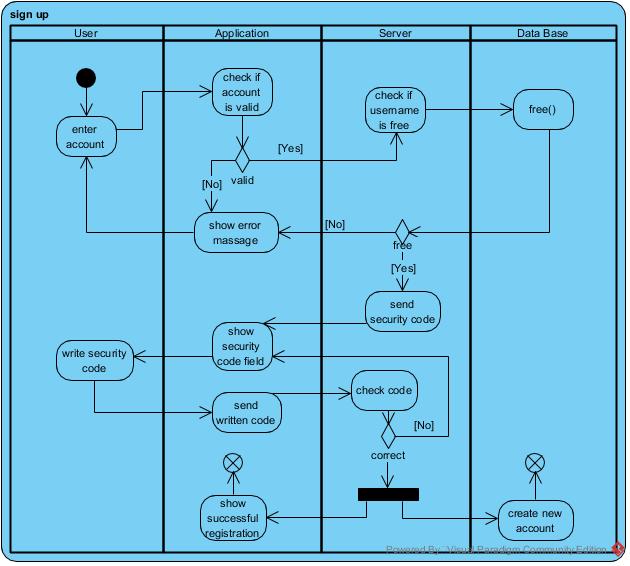 sign up
User
Application
Server
Data Base
check if
account
is valid
check if
username
is free
free()
enter
account
[Yes]
valid
[No]
show error
massage
[No]
free
[Yes]
send
security code
show
security
code field
write security
code
check code
send
written code
[No]
correct
show
successful
registration
create new
account
Powered By Visual Paradigm Community Edition